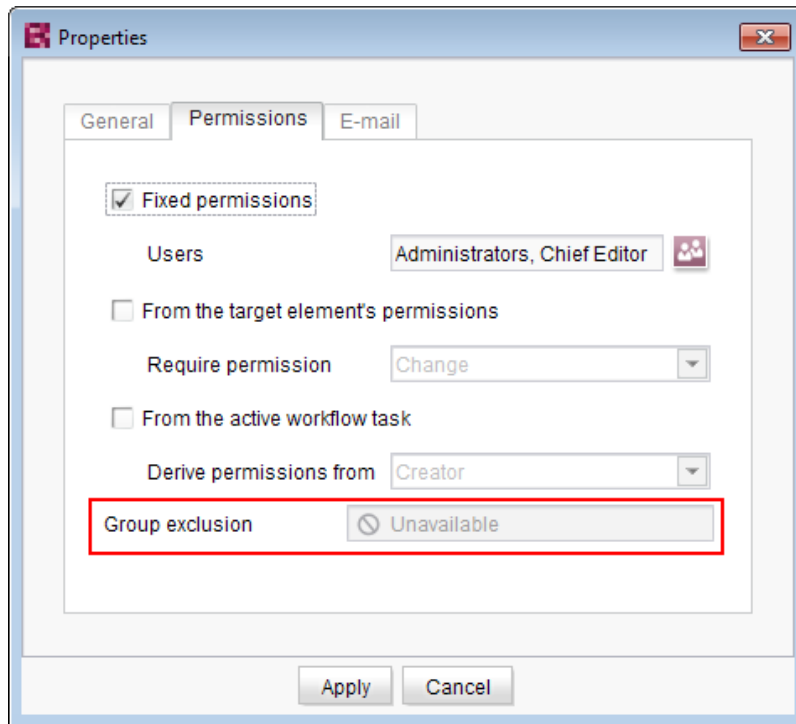 Properties
General Permissions E-mail
Fixed permissions
Users Administrators, Chief Editor
From the target element's permissions
Require permission Change
From the active workflow task
Derive permissions from Creator
Group exclusion Unavailable
Apply Cancel